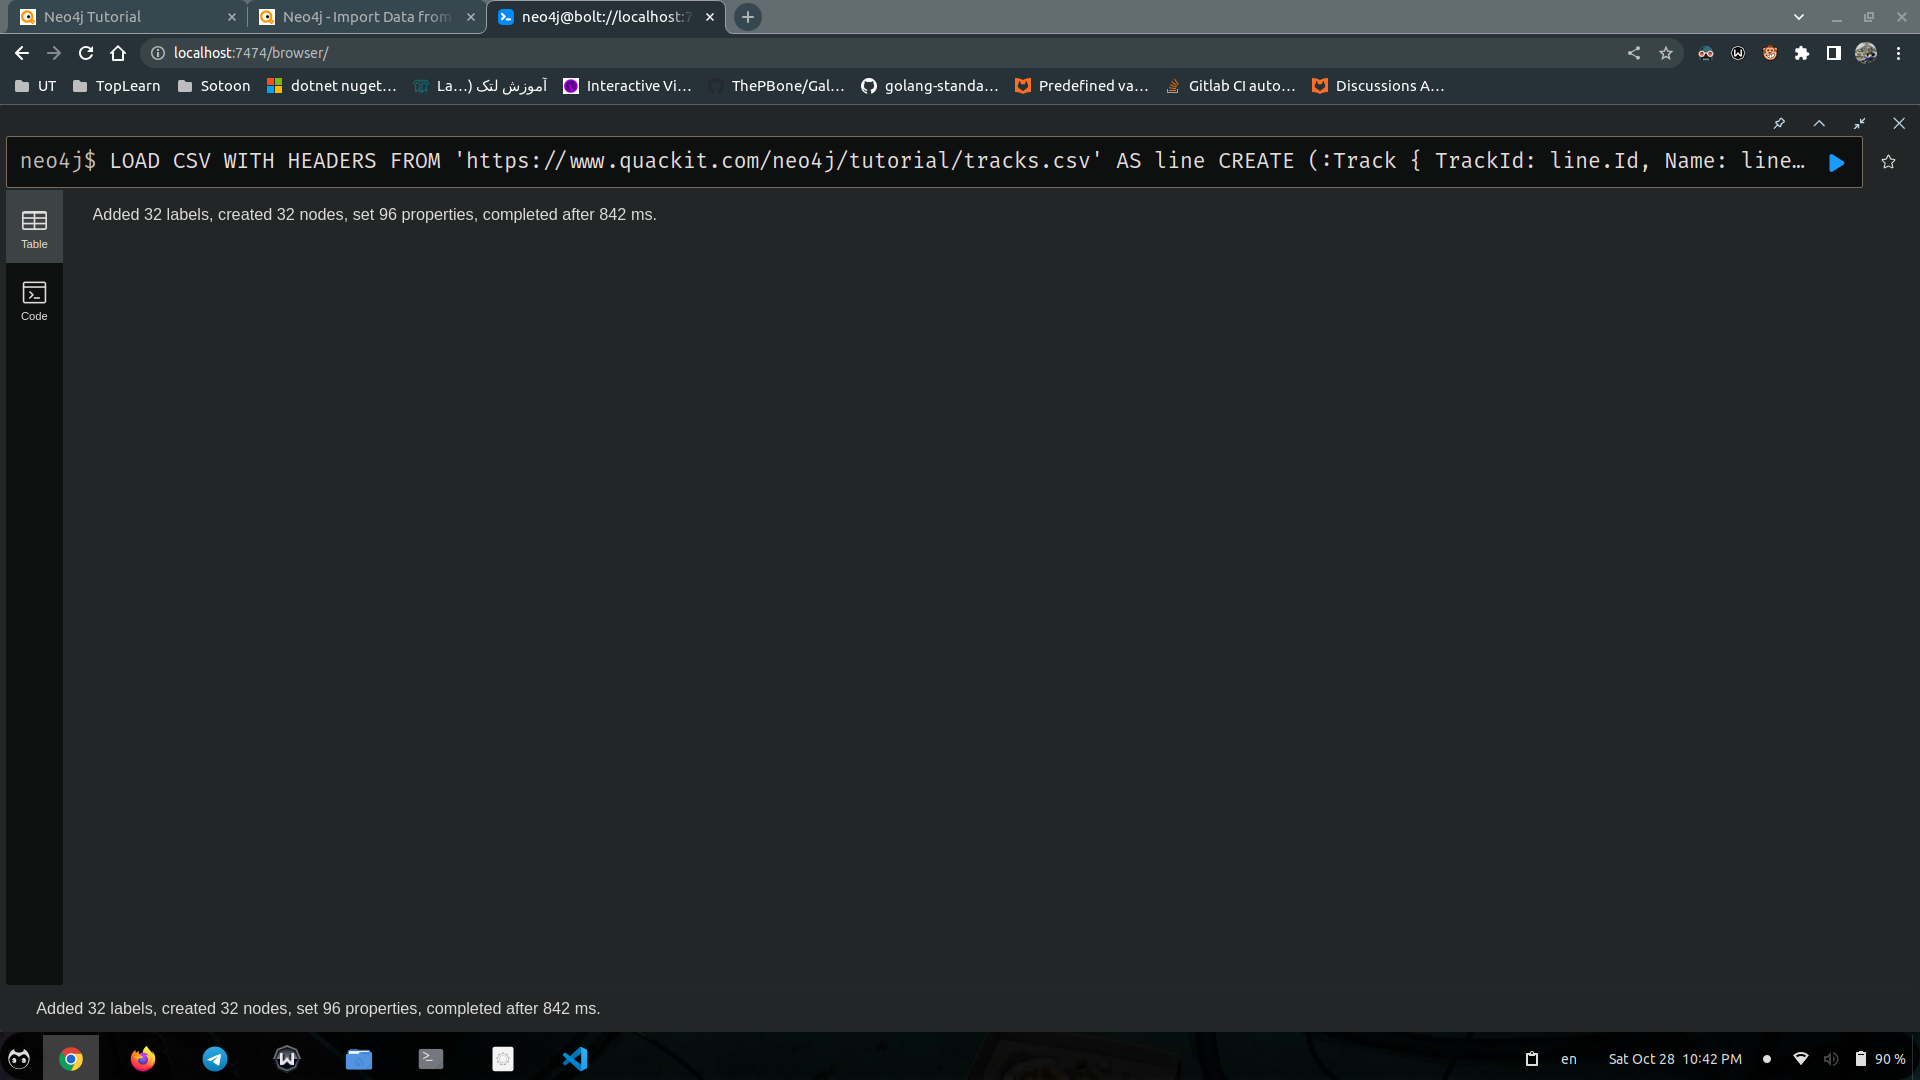 Neo4j Tutorial
Neo4j - Import Data from
neo4j@bolt://localhost:7
localhost:7474/browser/
UT
TopLearn
Sotoon
dotnet nuget…
آموزش لتک (…La
Interactive Vi…
ThePBone/Gal…
golang-standa…
Predefined va…
Gitlab CI auto…
Discussions A…
neo4j$ LOAD CSV WITH HEADERS FROM 'https://www.quackit.com/neo4j/tutorial/tracks.csv' AS line CREATE (:Track { TrackId: line.Id, Name: line…
Table
Added 32 labels, created 32 nodes, set 96 properties, completed after 842 ms.
Code
Added 32 labels, created 32 nodes, set 96 properties, completed after 842 ms.
en
Sat Oct 28 10:42 PM
90 %